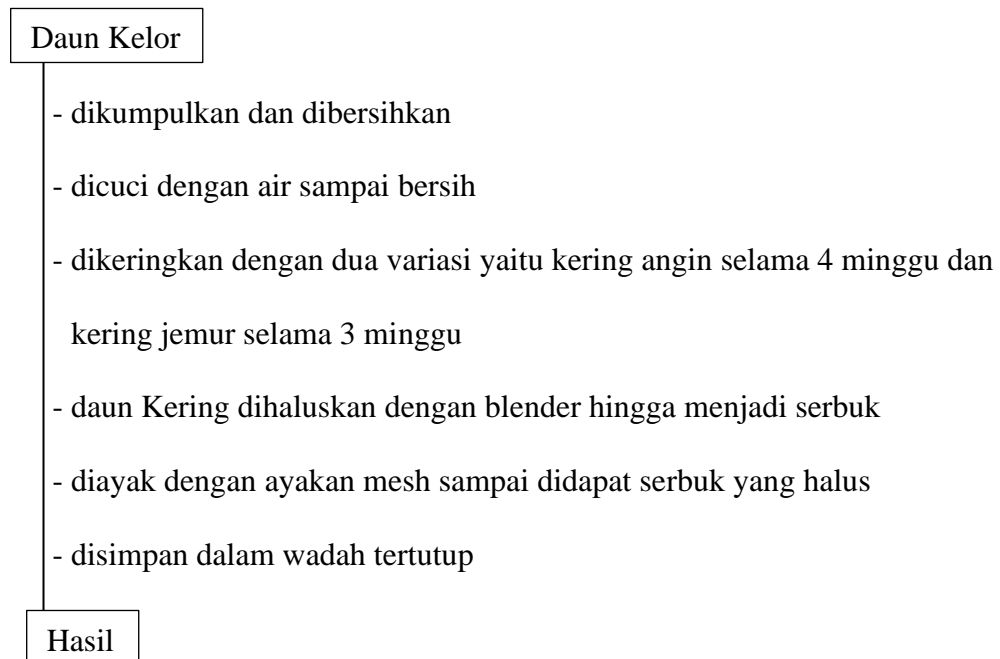 Daun Kelor
- dikumpulkan dan dibersihkan
- dicuci dengan air sampai bersih
- dikeringkan dengan dua variasi yaitu kering angin selama 4 minggu dan
kering jemur selama 3 minggu
- daun Kering dihaluskan dengan blender hingga menjadi serbuk
- diayak dengan ayakan mesh sampai didapat serbuk yang halus
- disimpan dalam wadah tertutup
Hasil